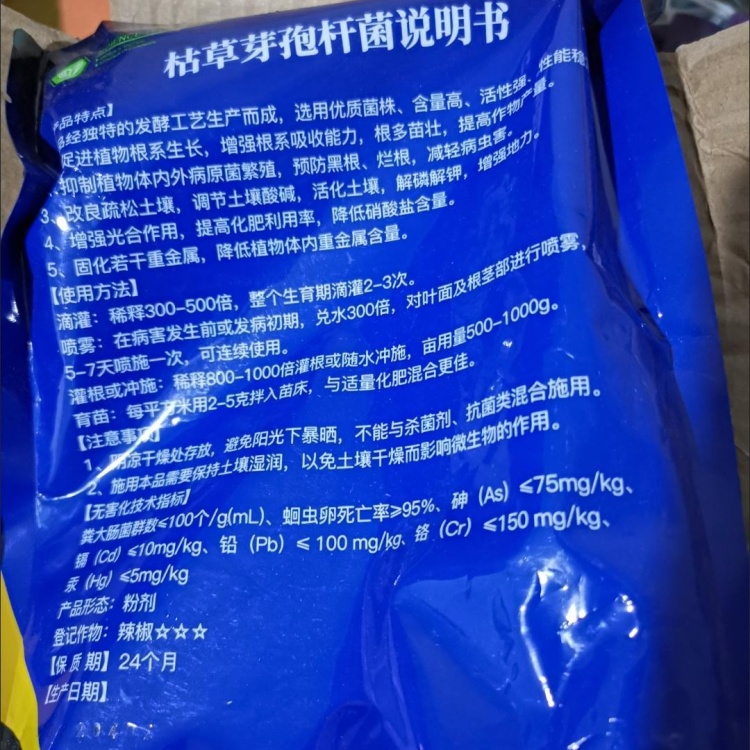 枯草芽孢杆菌说明书
品特点】
经独特的发酵工艺生产而成，选用优质菌株、含量高、活性强、性能稳
促进植物根系生长，增强根系吸收能力，根多苗壮，提高作物产量。
抑制植物体内外病原菌繁殖，预防黑根、烂根，减轻病虫害。
3、改良疏松土壤，调节土壤酸碱，活化土壤，解磷解钾，增强地力。
4、增强光合作用，提高化肥利用率，降低硝酸盐含量。
5、固化若干重金属，降低植物体内重金属含量。
【使用方法】
滴灌：稀释300-500倍，整个生育期滴灌2-3次。
喷雾：在病害发生前或发病初期，兑水300倍，对叶面及根茎部进行喷雾，
5-7天喷施一次，可连续使用。
灌根或冲施：稀释800-1000倍灌根或随水冲施，亩用量500-1000g。
育苗：每平方米用2-5克拌入苗床，与适量化肥混合更佳。
【注意事项】
1、阴凉干燥处存放，避免阳光下暴晒，不能与杀菌剂、抗菌类混合施用。
2、施用本品需要保持土壤湿润，以免土壤干燥而影响微生物的作用。
【无害化技术指标】
粪大肠菌群数≤100个/g(mL)、蛔虫卵死亡率≥95%、砷（As）≤75mg/kg、
镉（Cd）≤10mg/kg、铅（Pb）≤100mg/kg、铬（Cr）≤150mg/kg、
汞（Hg）≤5mg/kg
产品形态：粉剂
登记作物：辣椒☆☆☆
【保质期】24个月
【生产日期】